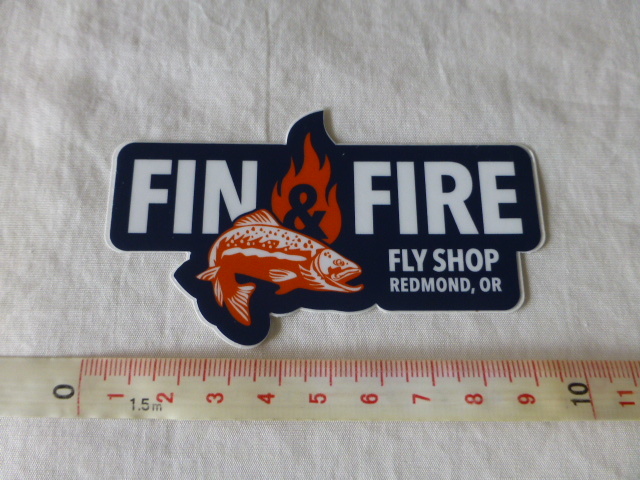 FIN & FIRE
FLY SHOP
REDMOND, OR
0 1 2 3 4 5 6 7 8 9 10 11
1.5m